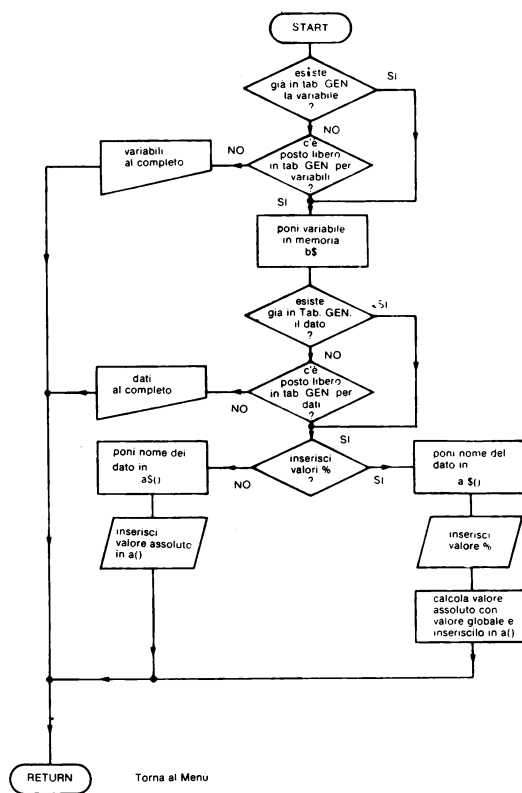 START
esiste
già in tab GEN
la variabile
?
SI
NO
c'è
posto libero
in tab GEN per
variabili
?
NO
variabili
al completo
SI
poni variabile
in memoria
b$
esiste
già in Tab. GEN.
il dato
?
SI
NO
c'è
posto libero
in tab GEN per
dati
?
NO
dati
al completo
SI
inserisci
valori %
?
NO
SI
poni nome dei
dato in
a$()
poni nome del
dato in
a $()
inserisci
valore assoluto
in a()
inserisci
valore %
calcola valore
assoluto con
valore globale e
inseriscilo in a()
RETURN
Torna al Menù